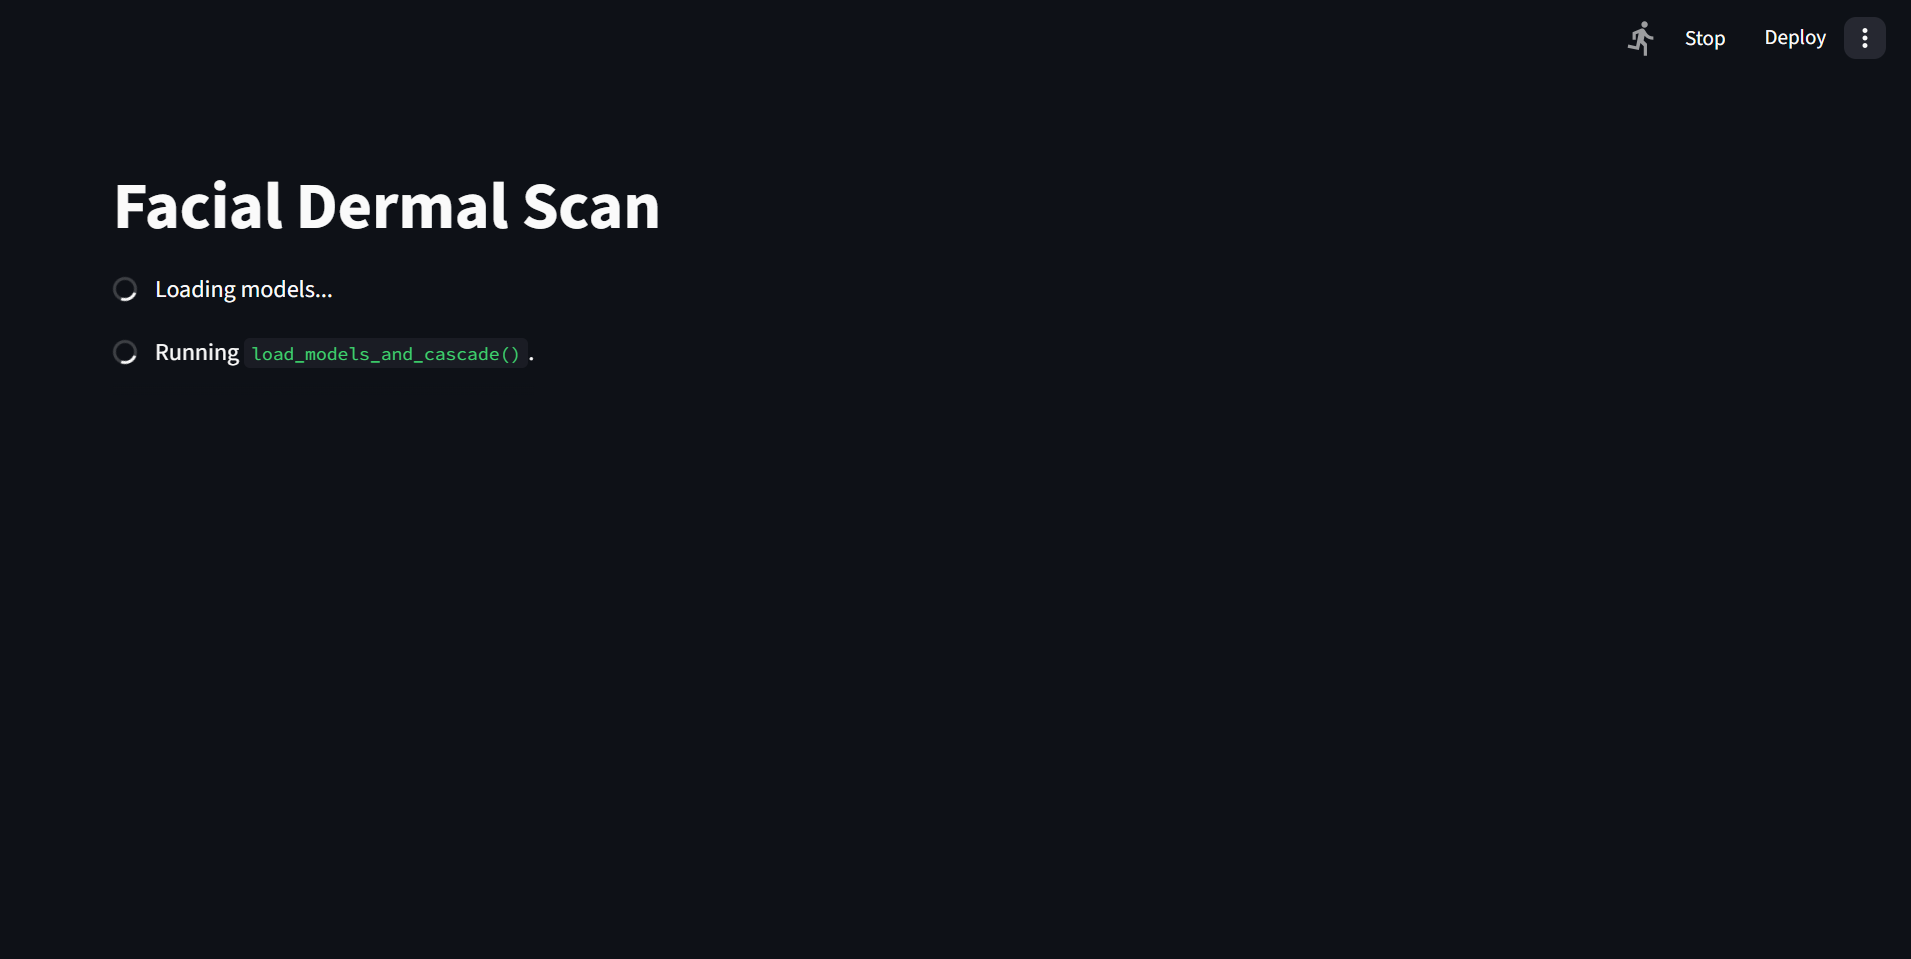 Stop Deploy
Facial Dermal Scan
Loading models...
Running load_models_and_cascade().